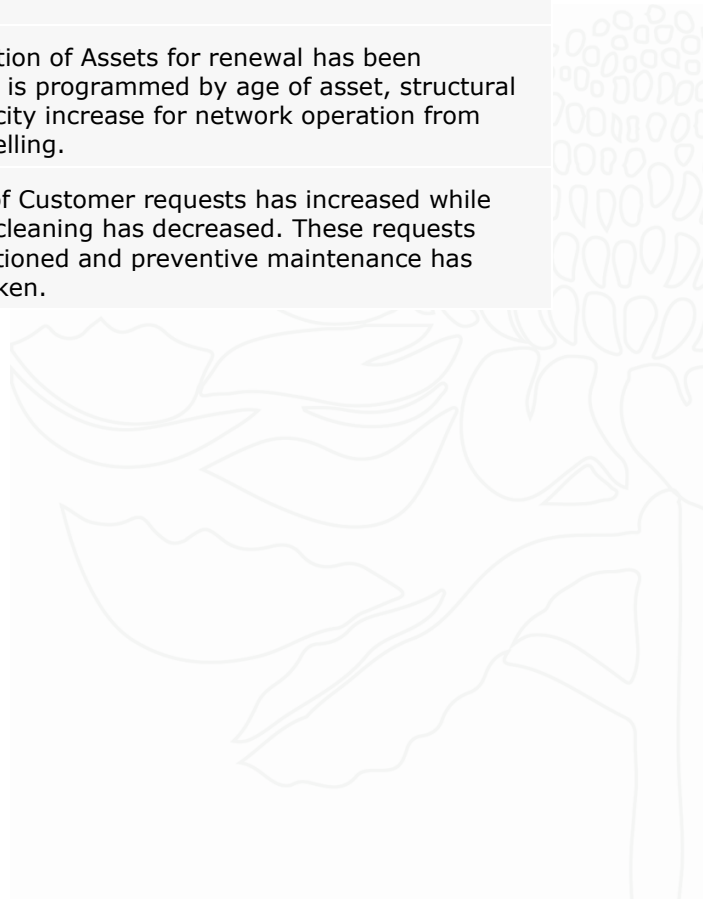 tion of Assets for renewal has been
is programmed by age of asset, structural
city increase for network operation from
elling.
of Customer requests has increased while
cleaning has decreased. These requests
tioned and preventive maintenance has
ken.